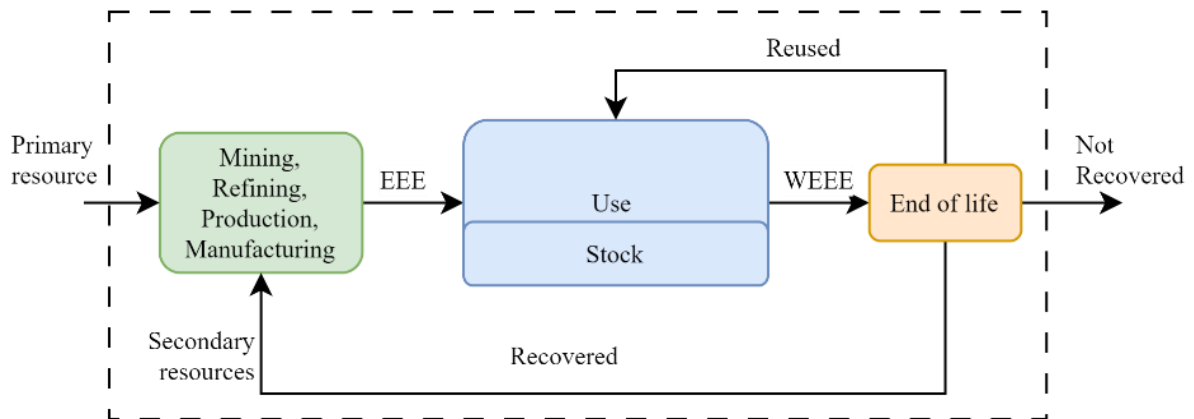 Reused
Primary
resource
Mining,
Refining,
Production,
Manufacturing
EEE
Use
Stock
WEEE
End of life
Not
Recovered
Secondary
resources
Recovered